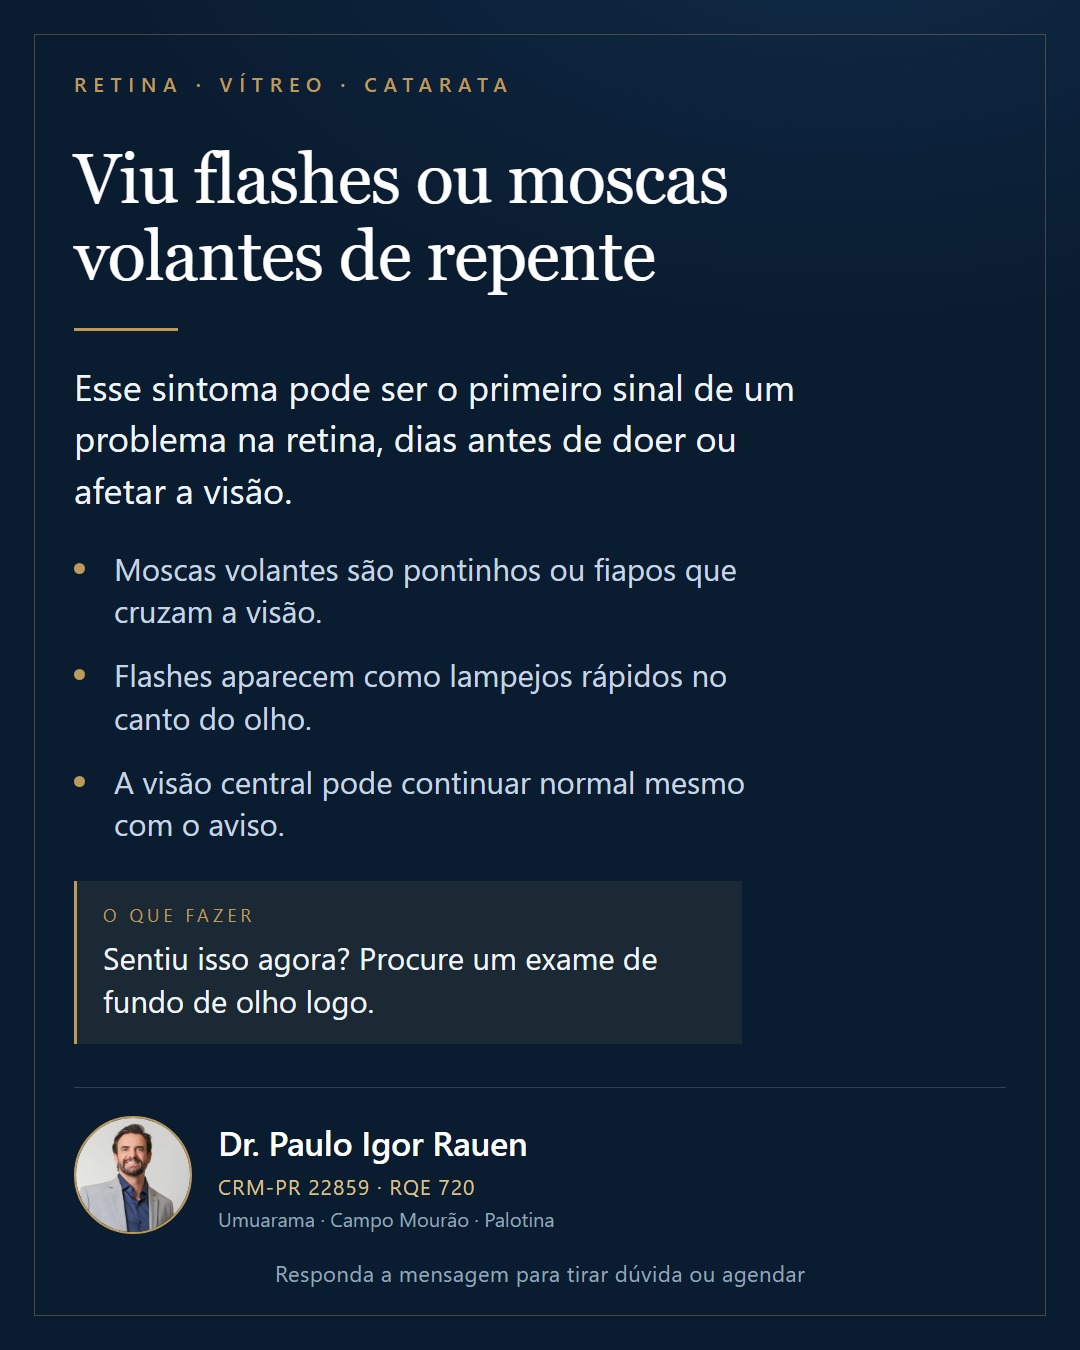 RETINA · VÍTREO · CATARATA
Viu flashes ou moscas
volantes de repente
Esse sintoma pode ser o primeiro sinal de um
problema na retina, dias antes de doer ou
afetar a visão.
• Moscas volantes são pontinhos ou fiapos que
cruzam a visão.
• Flashes aparecem como lampejos rápidos no
canto do olho.
• A visão central pode continuar normal mesmo
com o aviso.
O QUE FAZER
Sentiu isso agora? Procure um exame de
fundo de olho logo.
Dr. Paulo Igor Rauen
CRM-PR 22859 · RQE 720
Umuarama · Campo Mourão · Palotina
Responda a mensagem para tirar dúvida ou agendar